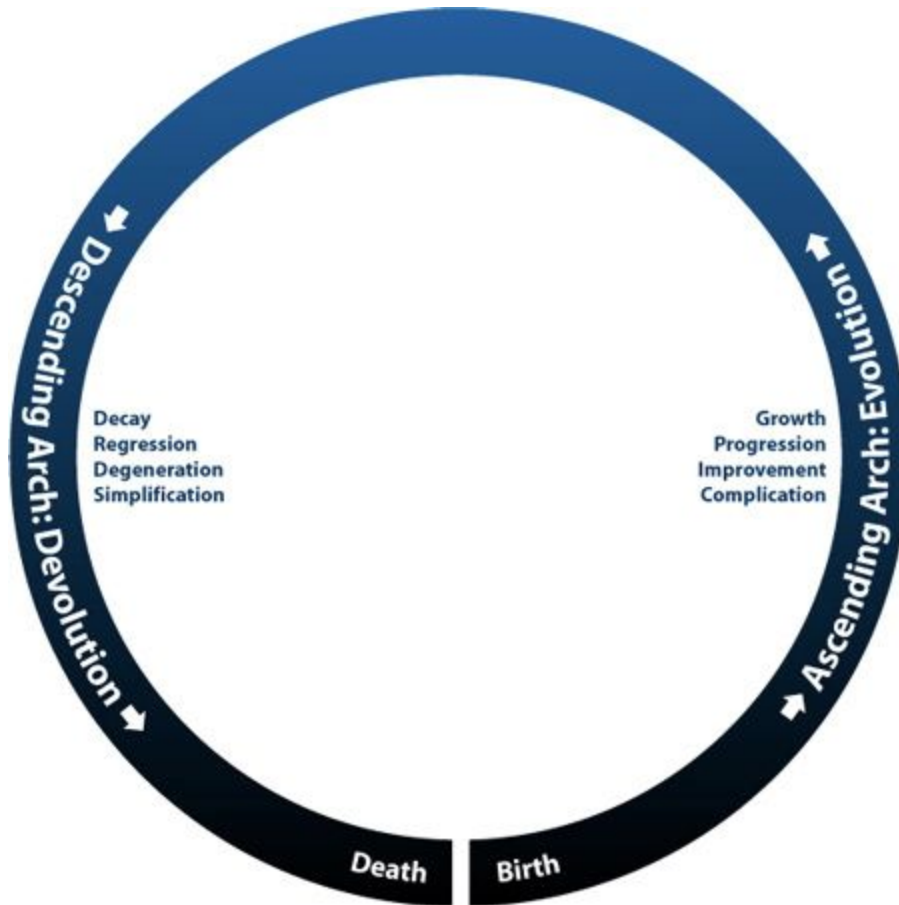 Descending Arch: Devolution
Decay
Regression
Degeneration
Simplification
Growth
Progression
Improvement
Complication
Ascending Arch: Evolution
Death
Birth